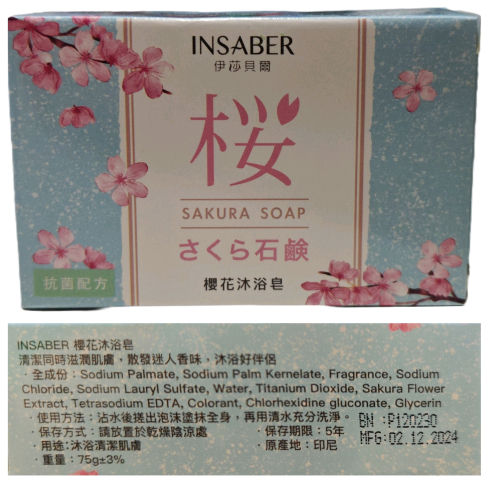 INSABER
伊莎貝爾
桜
SAKURA SOAP
さくら石鹸
櫻花沐浴皂
抗菌配方
INSABER 櫻花沐浴皂
清潔同時滋潤肌膚，散發迷人香味，沐浴好伴侶
·全成份：Sodium Palmate, Sodium Palm Kernelate, Fragrance, Sodium
Chloride, Sodium Lauryl Sulfate, Water, Titanium Dioxide, Sakura Flower
Extract, Tetrasodium EDTA, Colorant, Chlorhexidine gluconate, Glycerin
·使用方法：沾水後搓出泡沫塗抹全身，再用清水充分洗淨。
·保存方式：請放置於乾燥陰涼處 ·保存期限：5年
·用途：沐浴清潔肌膚 ·原產地：印尼
·重量：75g±3%
BN :P120230
MFG:02.12.2024